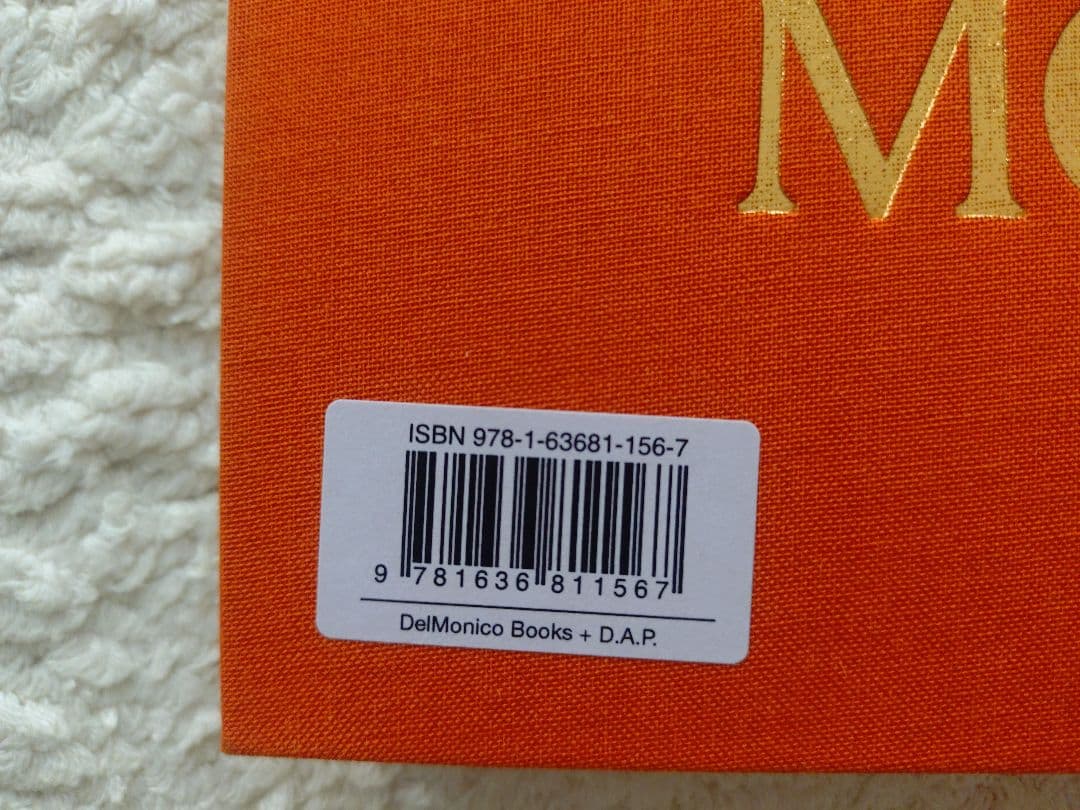 M
ISBN 978-1-63681-156-7
9 781636 811567
DelMonico Books + D.A.P.